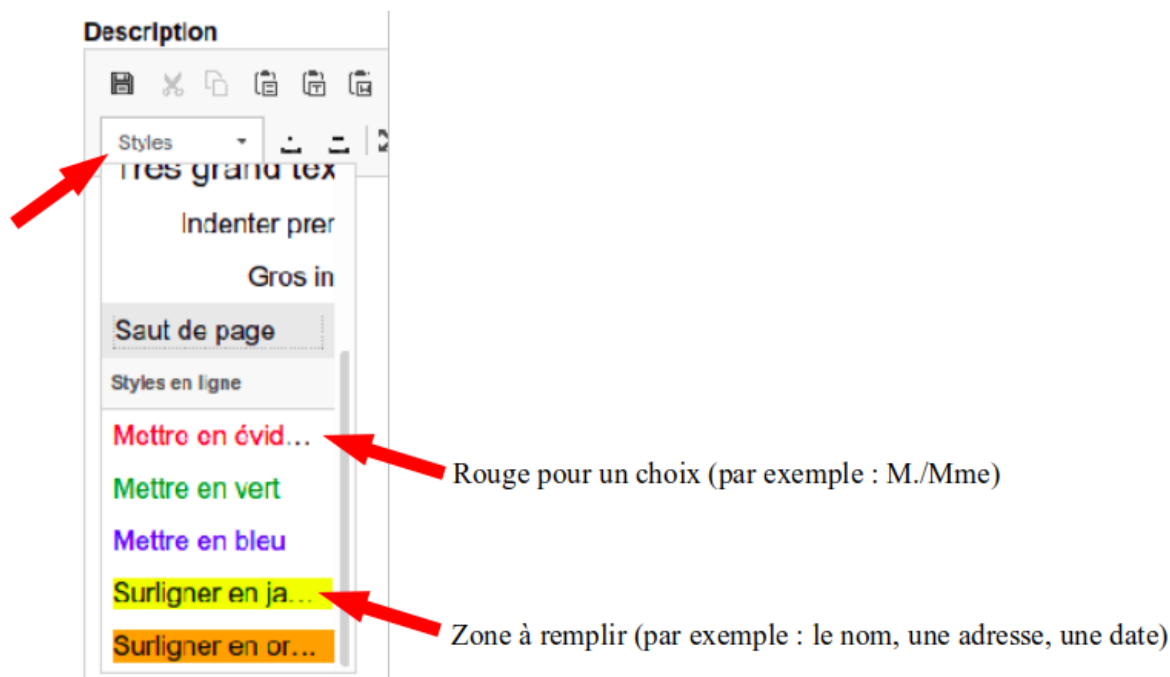 Description
Styles
Très grand tex
Indenter prer
Gros in
Saut de page
Styles en ligne
Mettre en évid...
Rouge pour un choix (par exemple : M./Mme)
Mettre en vert
Mettre en bleu
Surligner en ja...
Zone à remplir (par exemple : le nom, une adresse, une date)
Surligner en or...